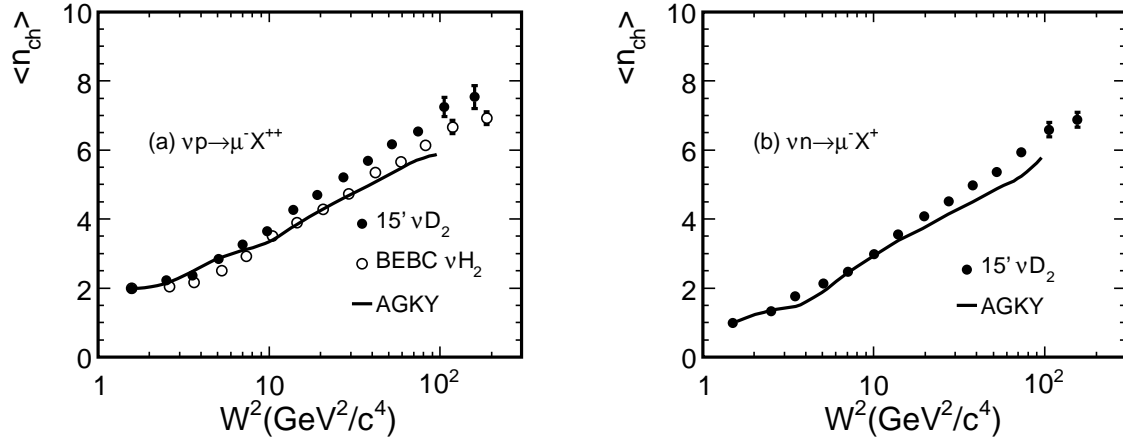 <n_ch>
10
8
6
4
2
0
(a) νp→μ⁻X⁺⁺
15' νD₂
BEBC νH₂
AGKY
1
10
10²
W²(GeV²/c⁴)
<n_ch>
10
8
6
4
2
0
(b) νn→μ⁻X⁺
15' νD₂
AGKY
1
10
10²
W²(GeV²/c⁴)